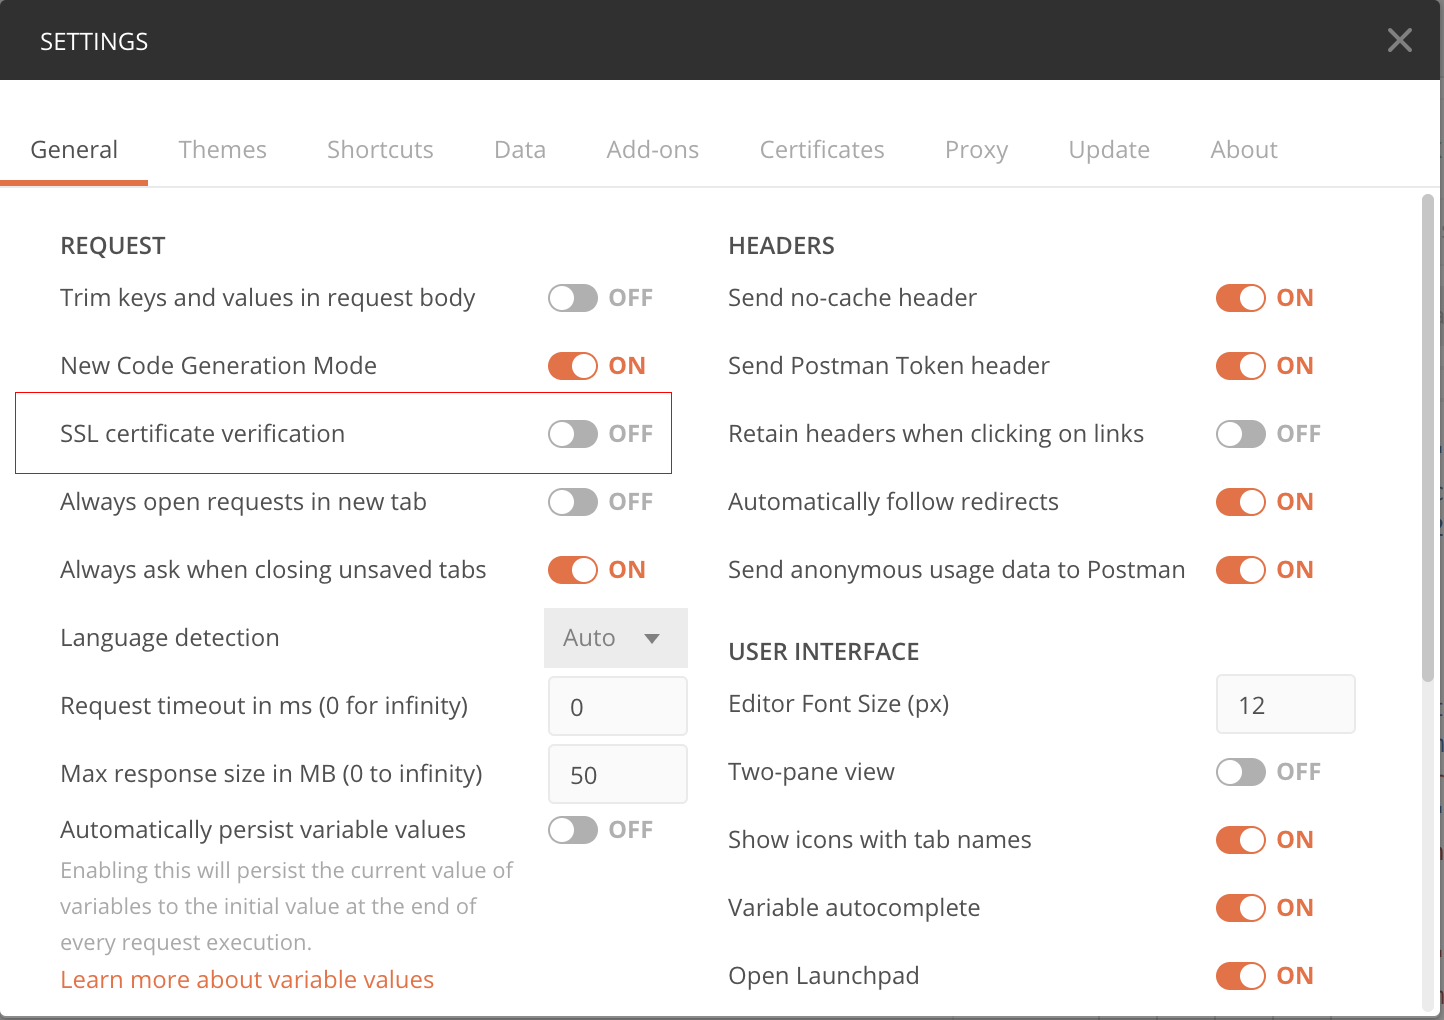 SETTINGS
General Themes Shortcuts Data Add-ons Certificates Proxy Update About
REQUEST
Trim keys and values in request body OFF
New Code Generation Mode ON
SSL certificate verification OFF
Always open requests in new tab OFF
Always ask when closing unsaved tabs ON
Language detection Auto
Request timeout in ms (0 for infinity) 0
Max response size in MB (0 to infinity) 50
Automatically persist variable values OFF
Enabling this will persist the current value of
variables to the initial value at the end of
every request execution.
Learn more about variable values
HEADERS
Send no-cache header ON
Send Postman Token header ON
Retain headers when clicking on links OFF
Automatically follow redirects ON
Send anonymous usage data to Postman ON
USER INTERFACE
Editor Font Size (px) 12
Two-pane view OFF
Show icons with tab names ON
Variable autocomplete ON
Open Launchpad ON